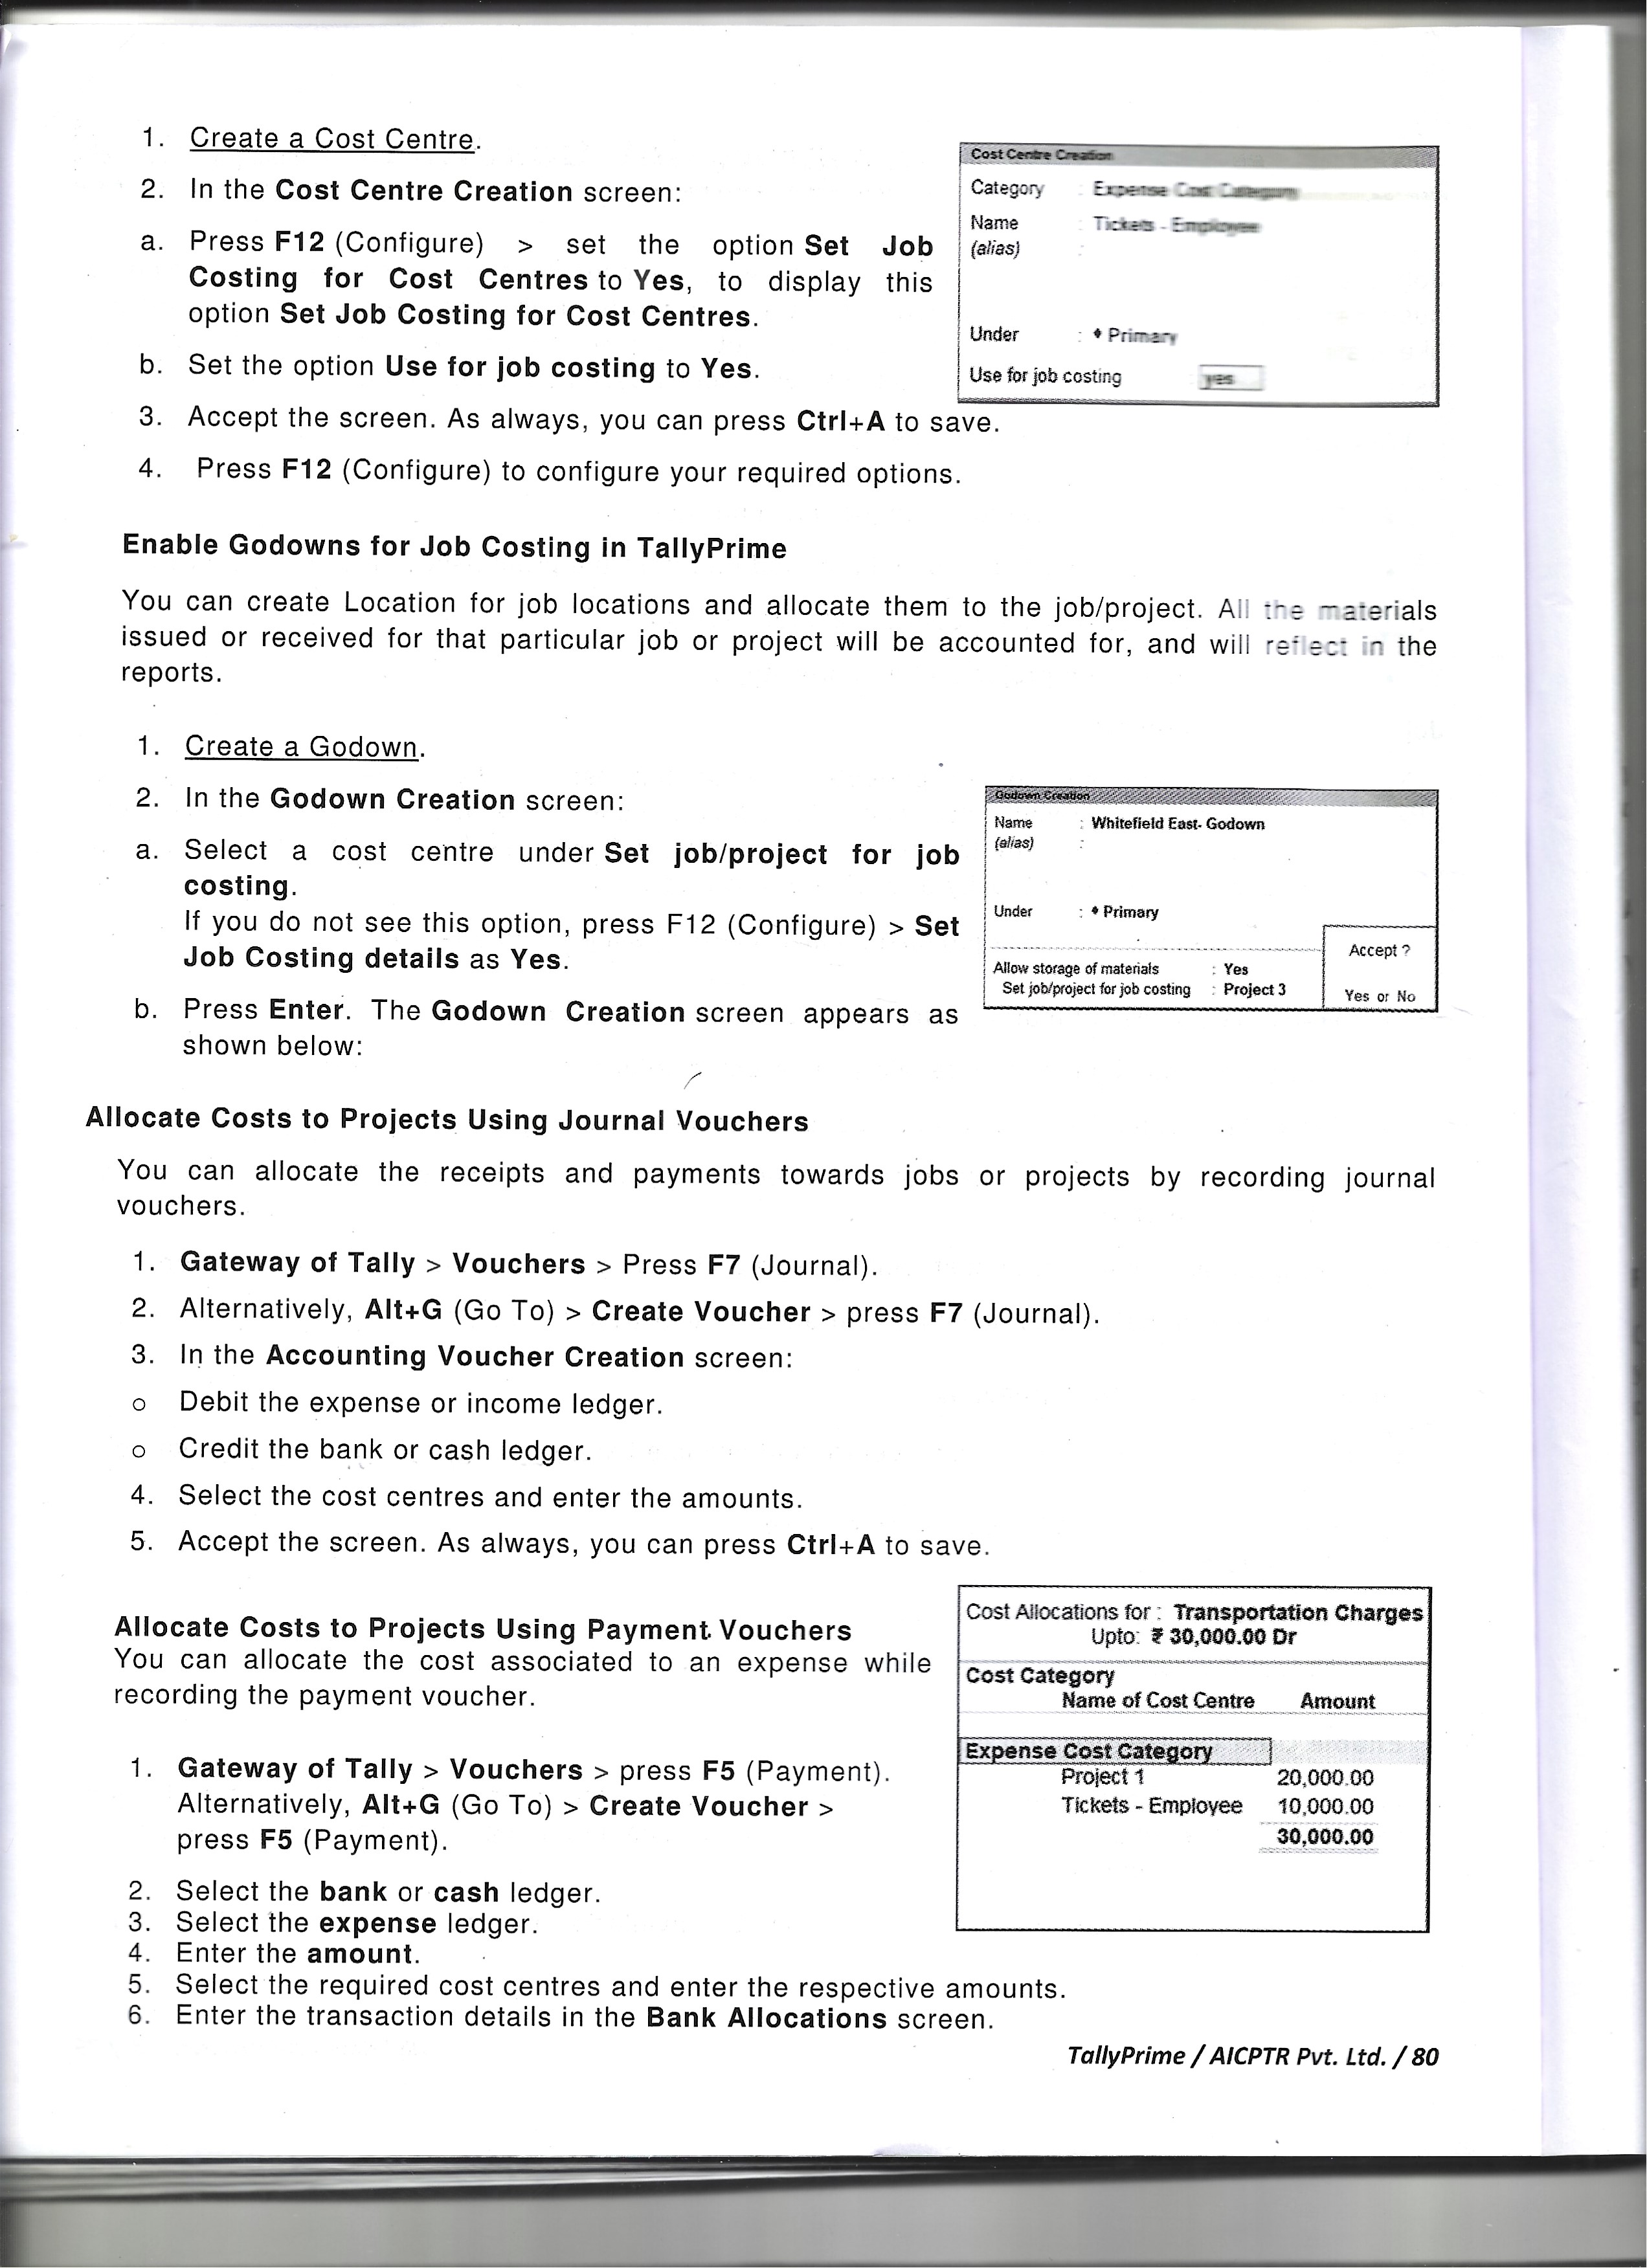 1. Create a Cost Centre.
2. In the Cost Centre Creation screen:
a. Press F12 (Configure) > set the option Set Job
Costing for Cost Centres to Yes, to display this
option Set Job Costing for Cost Centres.
b. Set the option Use for job costing to Yes.
Cost Centre Creation
Category : Expense Cost Category
Name : Tickets - Employee
(alias) :
Under : ♦ Primary
Use for job costing yes
3. Accept the screen. As always, you can press Ctrl+A to save.
4. Press F12 (Configure) to configure your required options.
Enable Godowns for Job Costing in TallyPrime
You can create Location for job locations and allocate them to the job/project. All the materials
issued or received for that particular job or project will be accounted for, and will reflect in the
reports.
1. Create a Godown.
2. In the Godown Creation screen:
a. Select a cost centre under Set job/project for job
costing.
If you do not see this option, press F12 (Configure) > Set
Job Costing details as Yes.
b. Press Enter. The Godown Creation screen appears as
shown below:
Godown Creation
Name : Whitefield East- Godown
(alias) :
Under : ♦ Primary
Allow storage of materials : Yes
Set job/project for job costing : Project 3
Accept ?
Yes or No
Allocate Costs to Projects Using Journal Vouchers
You can allocate the receipts and payments towards jobs or projects by recording journal
vouchers.
1. Gateway of Tally > Vouchers > Press F7 (Journal).
2. Alternatively, Alt+G (Go To) > Create Voucher > press F7 (Journal).
3. In the Accounting Voucher Creation screen:
o Debit the expense or income ledger.
o Credit the bank or cash ledger.
4. Select the cost centres and enter the amounts.
5. Accept the screen. As always, you can press Ctrl+A to save.
Allocate Costs to Projects Using Payment Vouchers
You can allocate the cost associated to an expense while
recording the payment voucher.
1. Gateway of Tally > Vouchers > press F5 (Payment).
Alternatively, Alt+G (Go To) > Create Voucher >
press F5 (Payment).
Cost Allocations for : Transportation Charges
Upto: ₹ 30,000.00 Dr
Cost Category
Name of Cost Centre Amount
Expense Cost Category
Project 1 20,000.00
Tickets - Employee 10,000.00
30,000.00
2. Select the bank or cash ledger.
3. Select the expense ledger.
4. Enter the amount.
5. Select the required cost centres and enter the respective amounts.
6. Enter the transaction details in the Bank Allocations screen.
TallyPrime / AICPTR Pvt. Ltd. / 80